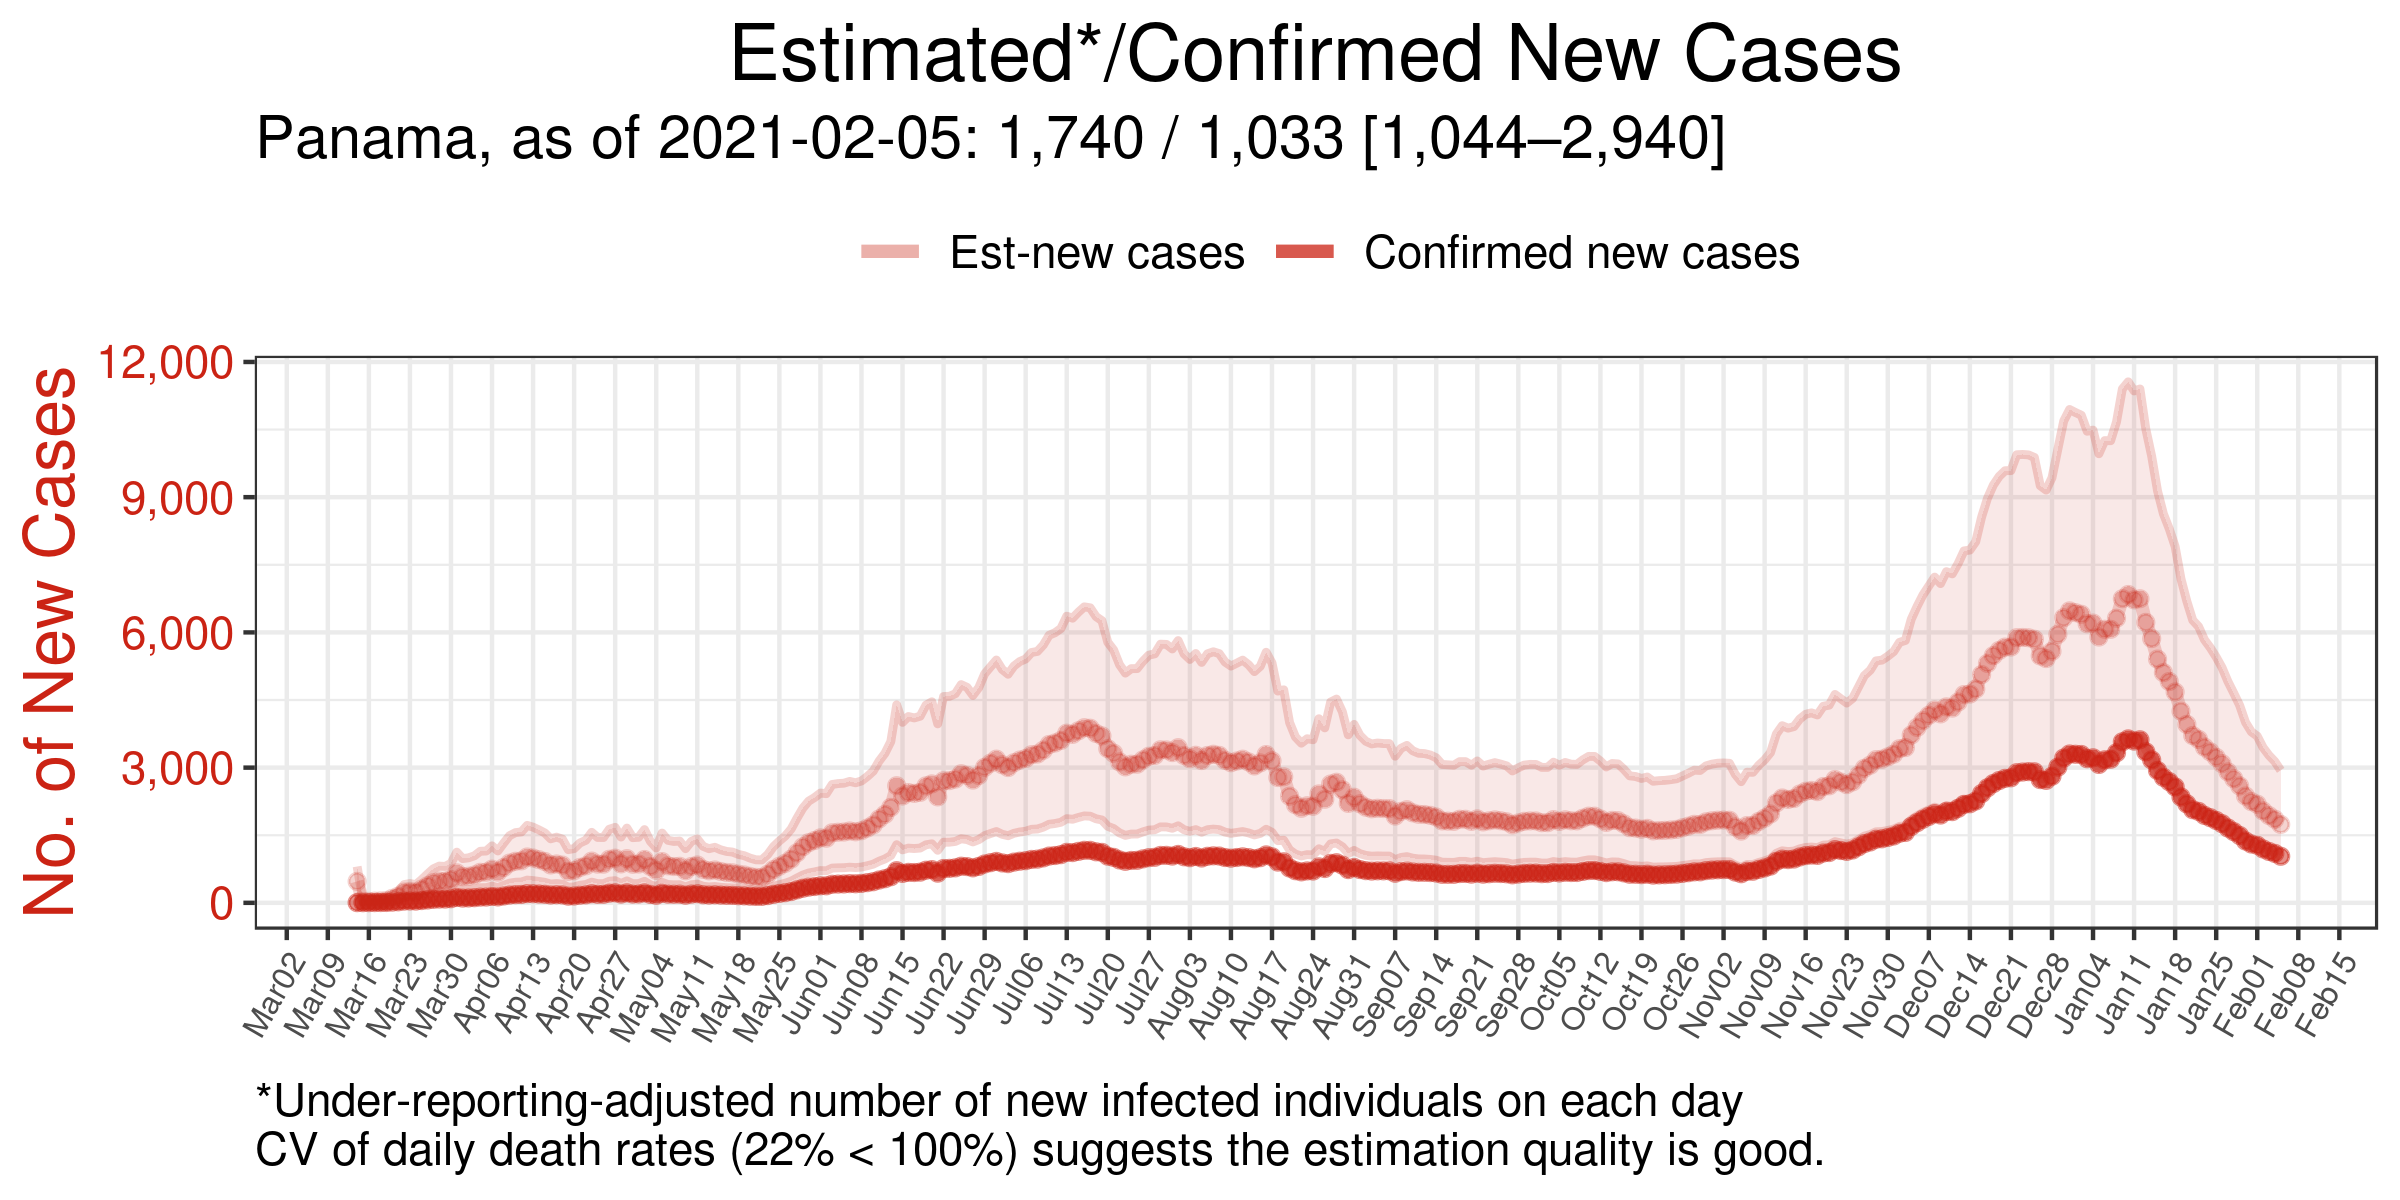 Estimated*/Confirmed New Cases
Panama, as of 2021-02-05: 1,740 / 1,033 [1,044–2,940]
Est-new cases Confirmed new cases
No. of New Cases
12,000
9,000
6,000
3,000
0
Mar02 Mar09 Mar16 Mar23 Mar30 Apr06 Apr13 Apr20 Apr27 May04 May11 May18 May25 Jun01 Jun08 Jun15 Jun22 Jun29 Jul06 Jul13 Jul20 Jul27 Aug03 Aug10 Aug17 Aug24 Aug31 Sep07 Sep14 Sep21 Sep28 Oct05 Oct12 Oct19 Oct26 Nov02 Nov09 Nov16 Nov23 Nov30 Dec07 Dec14 Dec21 Dec28 Jan04 Jan11 Jan18 Jan25 Feb01 Feb08 Feb15
*Under-reporting-adjusted number of new infected individuals on each day
CV of daily death rates (22% < 100%) suggests the estimation quality is good.